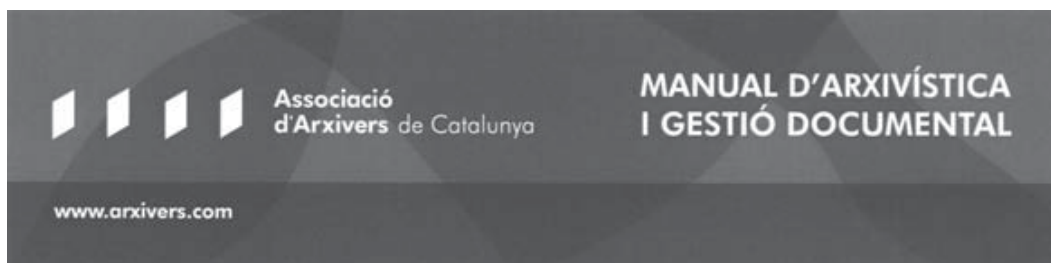 Associació
d'Arxivers de Catalunya
MANUAL D'ARXIVÍSTICA
I GESTIÓ DOCUMENTAL
www.arxivers.com